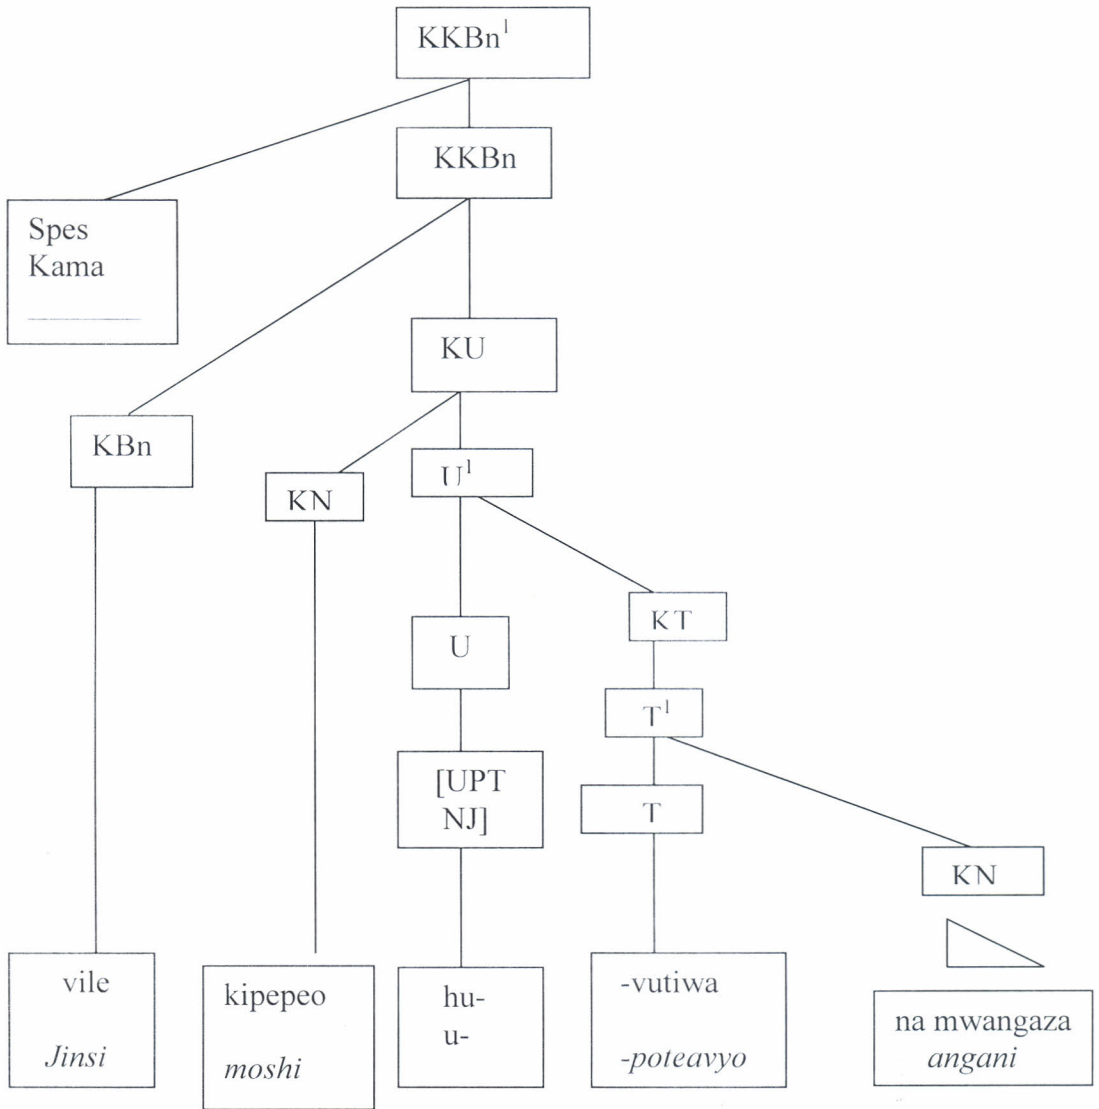 KKBn¹
KKBn
Spes
Kama
KU
KBn
KN
U¹
KT
U
T¹
[UPT
NJ]
T
KN
vile
Jinsi
kipepeo
moshi
hu-
u-
-vutiwa
-poteavyo
na mwangaza
angani